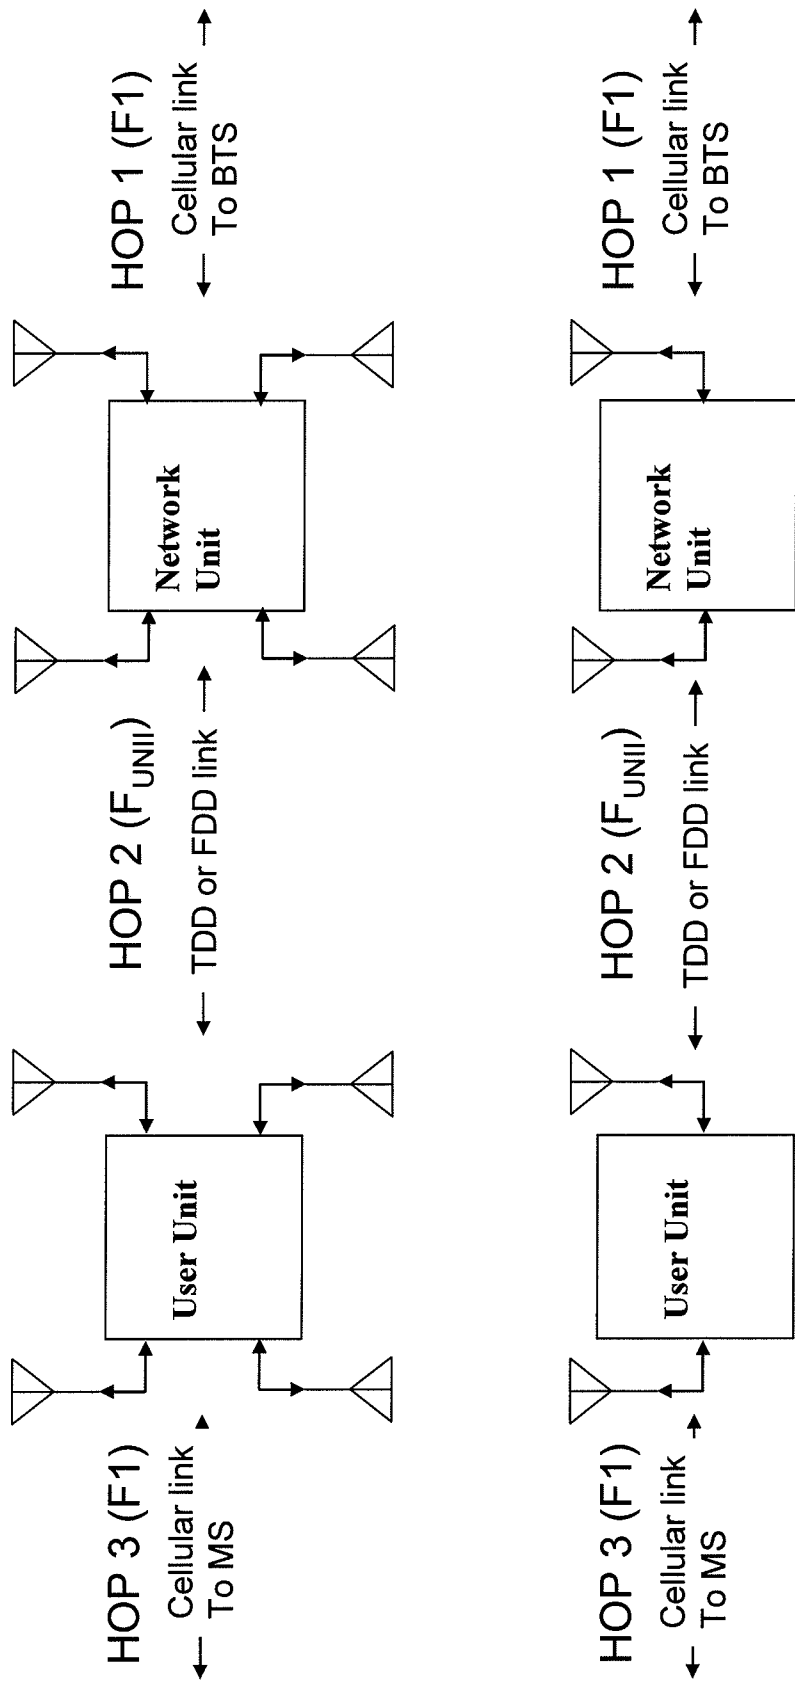 HOP 3 (F1)
Cellular link
To MS
User Unit
HOP 2 (FUNII)
TDD or FDD link
Network
Unit
HOP 1 (F1)
Cellular link
To BTS
HOP 3 (F1)
Cellular link
To MS
User Unit
HOP 2 (FUNII)
TDD or FDD link
Network
Unit
HOP 1 (F1)
Cellular link
To BTS